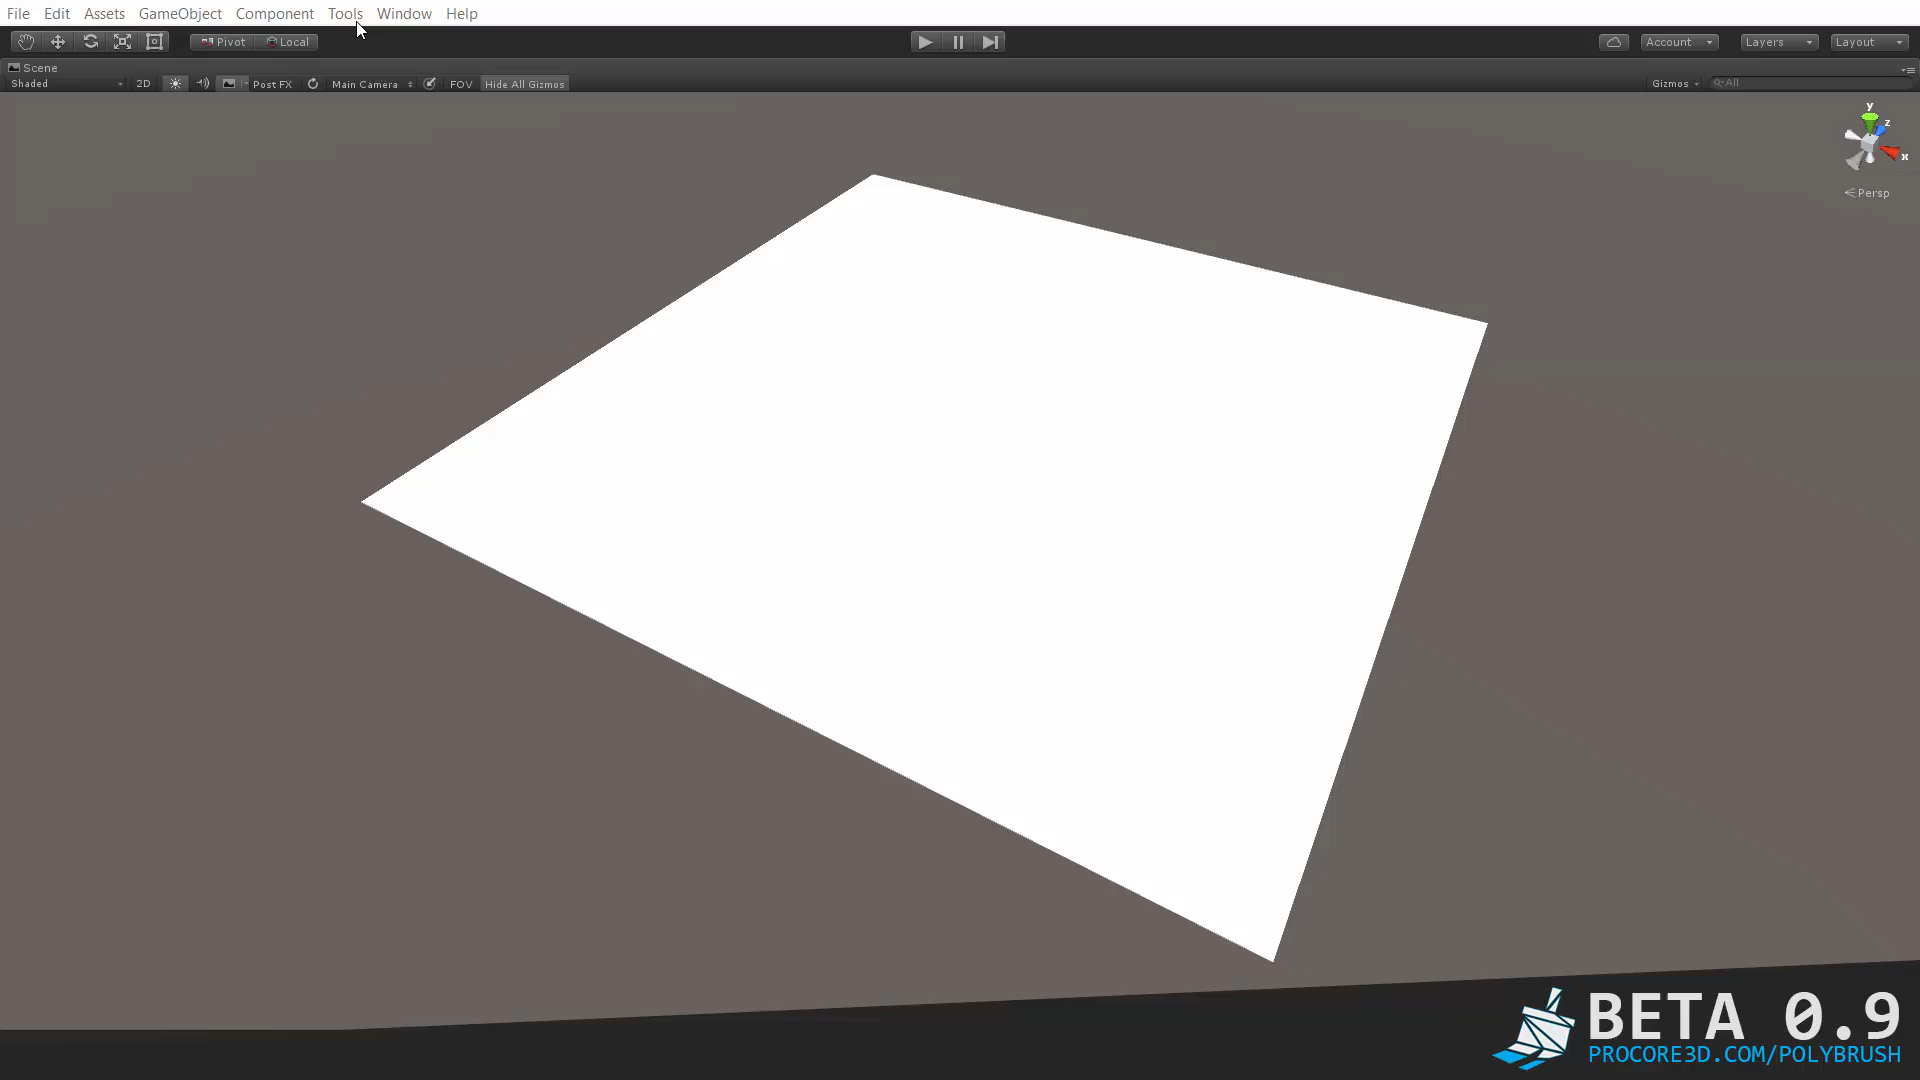 File Edit Assets GameObject Component Tools Window Help
Pivot Local Account Layers Layout
Scene
Shaded 2D Post FX Main Camera FOV Hide All Gizmos Gizmos All
y
z
x
Persp
BETA 0.9
PROCORE3D.COM/POLYBRUSH